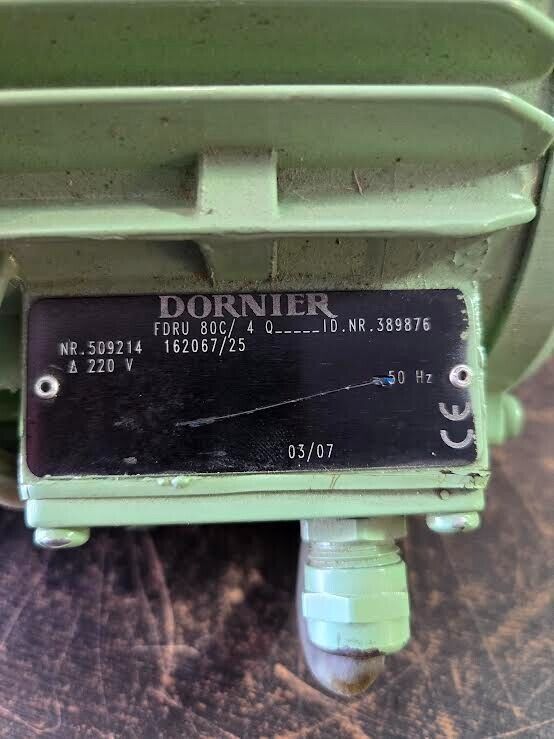 DORNIER
FDRU 80C/ 4 Q_____ID.NR.389876
NR.509214 162067/25
Δ 220 V
50 Hz
CE
03/07